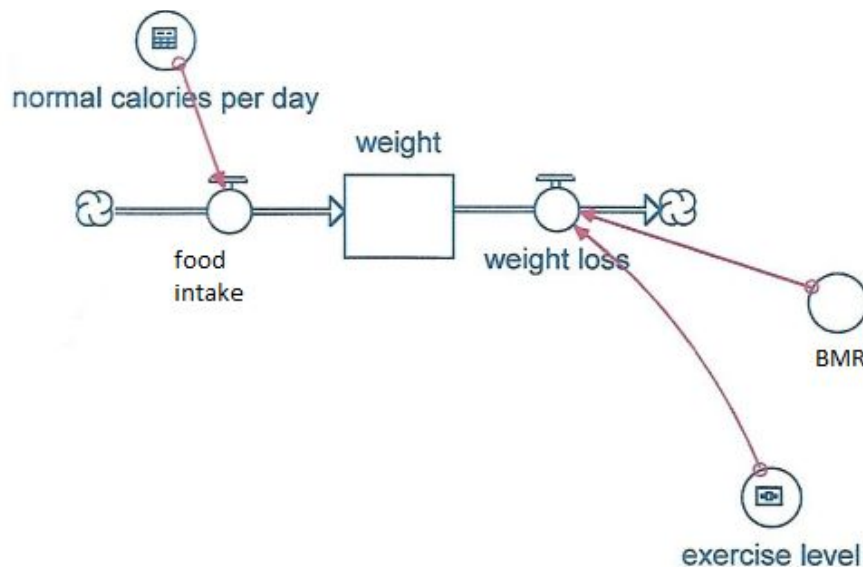 normal calories per day
weight
food
intake
weight loss
BMR
exercise level